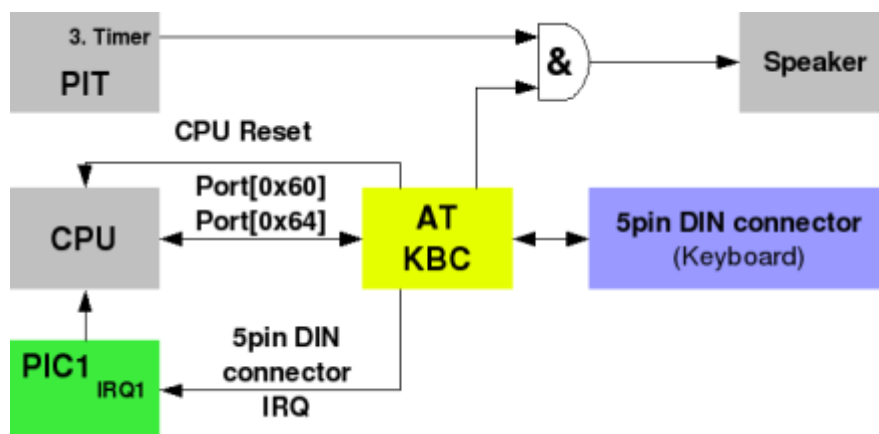 3. Timer
PIT
&
Speaker
CPU Reset
Port[0x60]
Port[0x64]
CPU
AT
KBC
5pin DIN connector
(Keyboard)
PIC1
IRQ1
5pin DIN
connector
IRQ